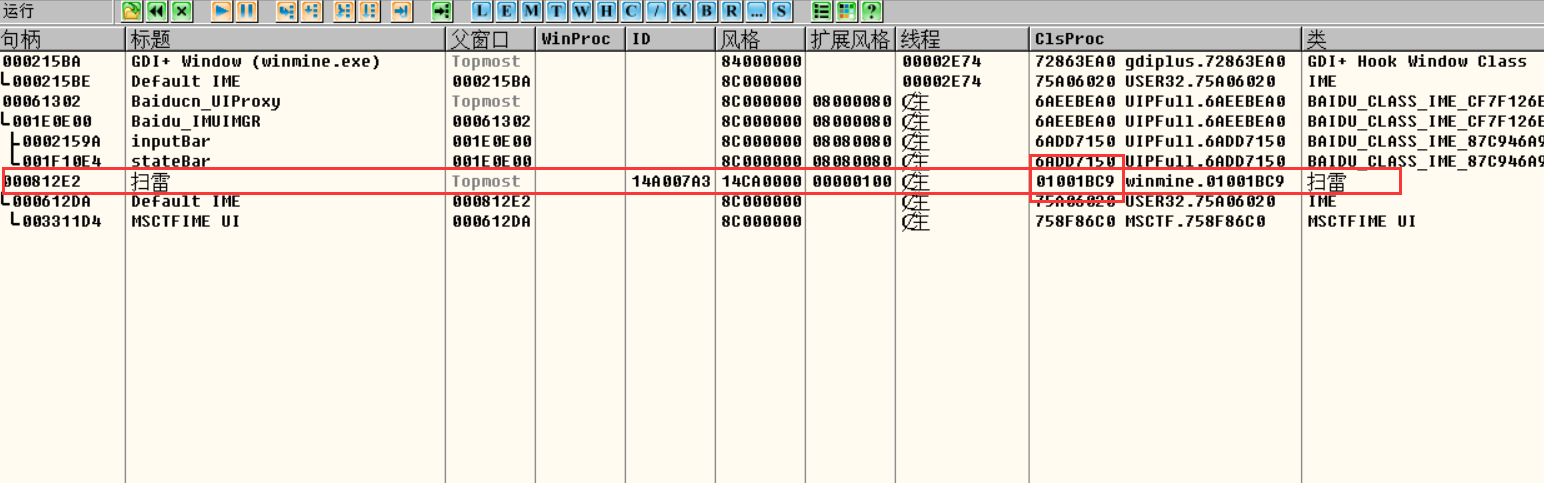 运行 L E M T W H C / K B R ... S ?
句柄 标题 父窗口 WinProc ID 风格 扩展风格 线程 ClsProc 类
000215BA GDI+ Window (winmine.exe) Topmost 84000000 00002E74 72863EA0 gdiplus.72863EA0 GDI+ Hook Window Class
000215BE Default IME 000215BA 8C000000 00002E74 75A06020 USER32.75A06020 IME
00061302 Baiducn_UIProxy Topmost 8C000000 08000080 主 6AEEBEA0 UIPFull.6AEEBEA0 BAIDU_CLASS_IME_CF7F126E
001E0E00 Baidu_IMUIMGR 00061302 8C000000 08000080 主 6AEEBEA0 UIPFull.6AEEBEA0 BAIDU_CLASS_IME_CF7F126E
0002159A inputBar 001E0E00 8C000000 08080080 主 6ADD7150 UIPFull.6ADD7150 BAIDU_CLASS_IME_87C946A9
001F10E4 stateBar 001E0E00 8C000000 08080080 主 6ADD7150 UIPFull.6ADD7150 BAIDU_CLASS_IME_87C946A9
000812E2 扫雷 Topmost 14A007A3 14CA0000 00000100 主 01001BC9 winmine.01001BC9 扫雷
000612DA Default IME 000812E2 8C000000 主 75A06020 USER32.75A06020 IME
003311D4 MSCTFIME UI 000612DA 8C000000 主 758F86C0 MSCTF.758F86C0 MSCTFIME UI